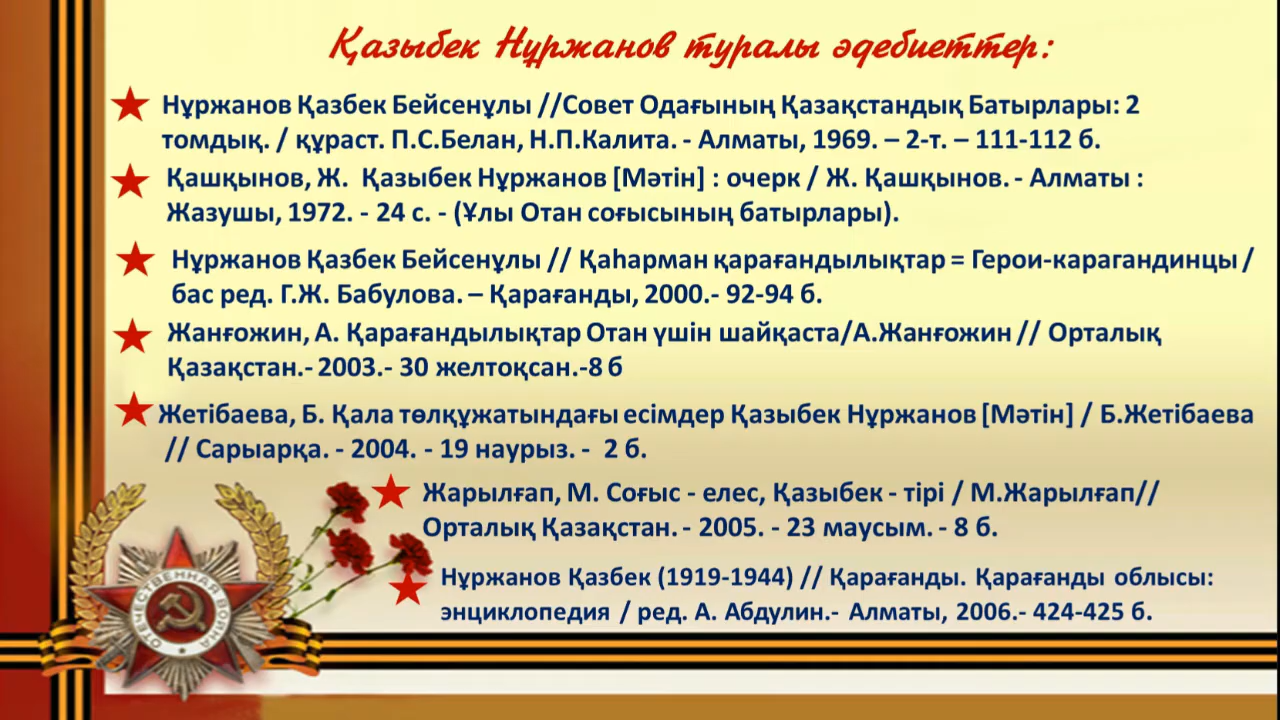 Қазыбек Нұржанов туралы әдебиеттер:
Нұржанов Қазбек Бейсенұлы //Совет Одағының Қазақстандық Батырлары: 2
томдық. / құраст. П.С.Белан, Н.П.Калита. - Алматы, 1969. – 2-т. – 111-112 б.
Қашқынов, Ж. Қазыбек Нұржанов [Мәтін] : очерк / Ж. Қашқынов. - Алматы :
Жазушы, 1972. - 24 с. - (Ұлы Отан соғысының батырлары).
Нұржанов Қазбек Бейсенұлы // Қаһарман қарағандылықтар = Герои-карагандинцы /
бас ред. Г.Ж. Бабулова. – Қарағанды, 2000.- 92-94 б.
Жанғожин, А. Қарағандылықтар Отан үшін шайқаста/А.Жанғожин // Орталық
Қазақстан.- 2003.- 30 желтоқсан.-8 б
Жетібаева, Б. Қала төлқұжатындағы есімдер Қазыбек Нұржанов [Мәтін] / Б.Жетібаева
// Сарыарқа. - 2004. - 19 наурыз. - 2 б.
Жарылғап, М. Соғыс - елес, Қазыбек - тірі / М.Жарылғап//
Орталық Қазақстан. - 2005. - 23 маусым. - 8 б.
Нұржанов Қазбек (1919-1944) // Қарағанды. Қарағанды облысы:
энциклопедия / ред. А. Абдулин.- Алматы, 2006.- 424-425 б.
ОТЕЧЕСТВЕННАЯ ВОЙНА